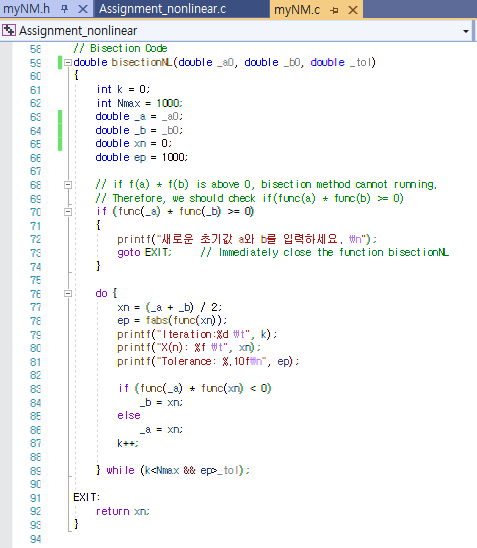 myNM.h Assignment_nonlinear.c myNM.c
Assignment_nonlinear
58 // Bisection Code
59 double bisectionNL(double _a0, double _b0, double _tol)
60 {
61 int k = 0;
62 int Nmax = 1000;
63 double _a = _a0;
64 double _b = _b0;
65 double xn = 0;
66 double ep = 1000;
67
68 // if f(a) * f(b) is above 0, bisection method cannot running.
69 // Therefore, we should check if(func(a) * func(b) >= 0)
70 if (func(_a) * func(_b) >= 0)
71 {
72 printf("새로운 초기값 a와 b를 입력하세요. ₩n");
73 goto EXIT; // Immediately close the function bisectionNL
74 }
75
76 do {
77 xn = (_a + _b) / 2;
78 ep = fabs(func(xn));
79 printf("Iteration:%d ₩t", k);
80 printf("X(n): %f ₩t", xn);
81 printf("Tolerance: %.10f₩n", ep);
82
83 if (func(_a) * func(xn) < 0)
84 _b = xn;
85 else
86 _a = xn;
87 k++;
88
89 } while (k<Nmax && ep>_tol);
90
91 EXIT:
92 return xn;
93 }
94